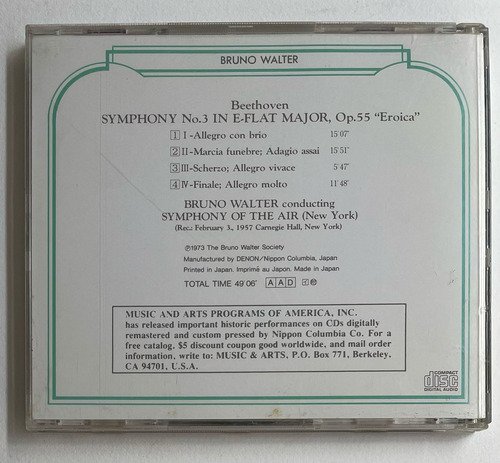 BRUNO WALTER
Beethoven
SYMPHONY No.3 IN E-FLAT MAJOR, Op.55 "Eroica"
1 I-Allegro con brio 15'07"
2 II-Marcia funebre; Adagio assai 15'51"
3 III-Scherzo; Allegro vivace 5'47"
4 IV-Finale; Allegro molto 11'48"
BRUNO WALTER conducting
SYMPHONY OF THE AIR (New York)
(Rec.: February 3., 1957 Carnegie Hall, New York)
Ⓟ1973 The Bruno Walter Society
Manufactured by DENON/Nippon Columbia, Japan
Printed in Japan. Imprimé au Japon. Made in Japan
TOTAL TIME 49'06" AAD
MUSIC AND ARTS PROGRAMS OF AMERICA, INC.
has released important historic performances on CDs digitally
remastered and custom pressed by Nippon Columbia Co. For a
free catalog, $5 discount coupon good worldwide, and mail order
information, write to: MUSIC & ARTS, P.O. Box 771, Berkeley,
CA 94701, U.S.A.
COMPACT
disc
DIGITAL AUDIO